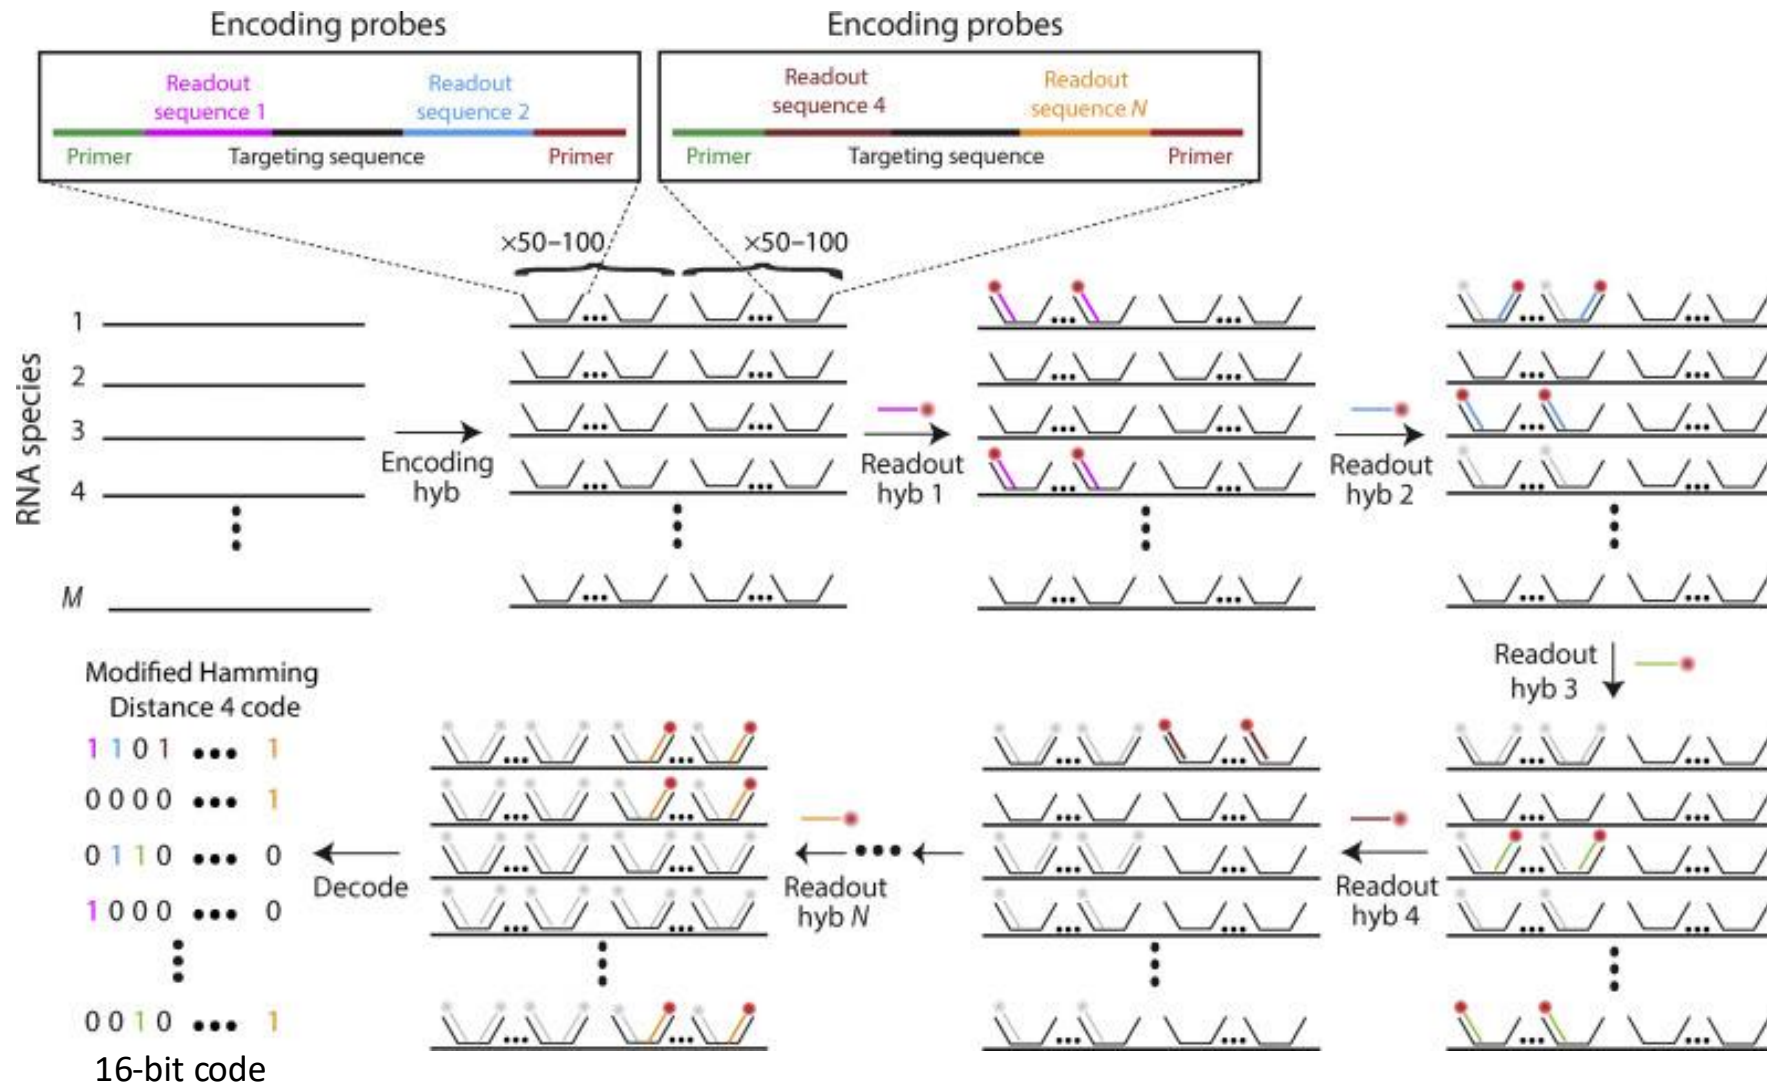 Encoding probes
Encoding probes
Readout
sequence 1
Readout
sequence 2
Primer
Targeting sequence
Primer
Readout
sequence 4
Readout
sequence N
Primer
Targeting sequence
Primer
×50–100
×50–100
RNA species
1
2
3
4
M
Encoding
hyb
Readout
hyb 1
Readout
hyb 2
Readout
hyb 3
Readout
hyb 4
Readout
hyb N
Decode
Modified Hamming
Distance 4 code
1 1 0 1 ••• 1
0 0 0 0 ••• 1
0 1 1 0 ••• 0
1 0 0 0 ••• 0
0 0 1 0 ••• 1
16-bit code